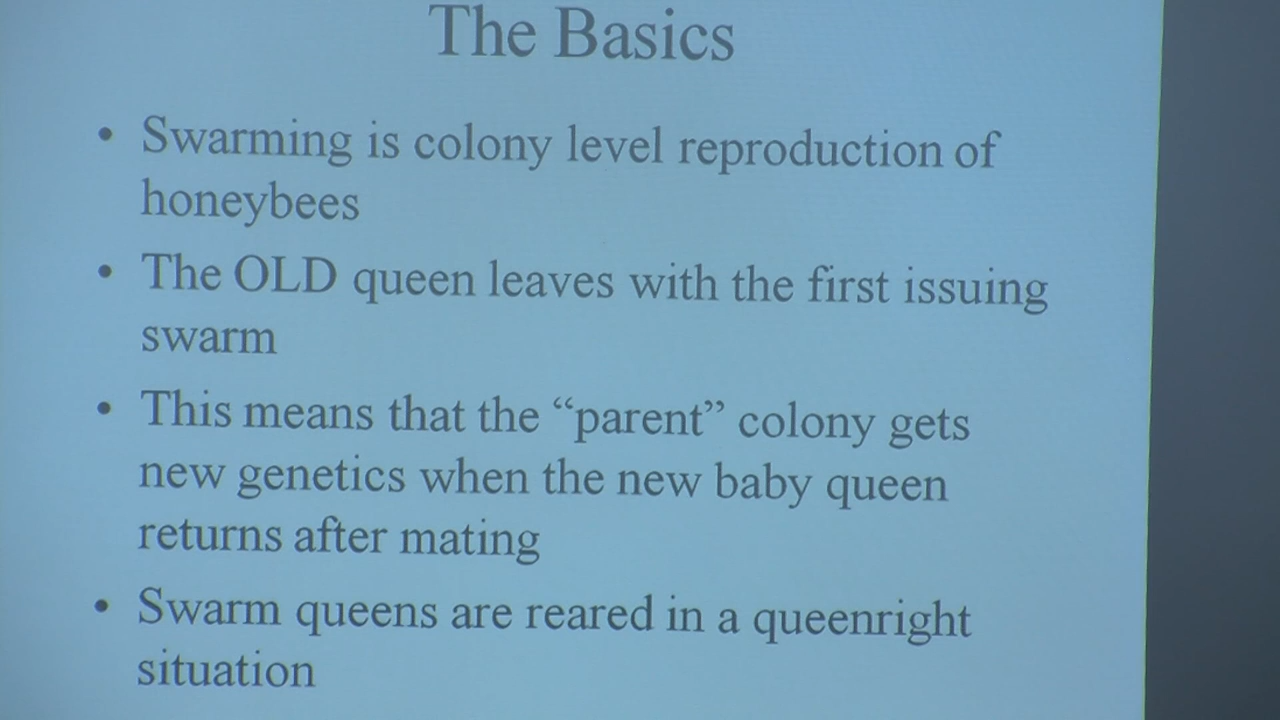 The Basics
• Swarming is colony level reproduction of
honeybees
• The OLD queen leaves with the first issuing
swarm
• This means that the “parent” colony gets
new genetics when the new baby queen
returns after mating
• Swarm queens are reared in a queenright
situation